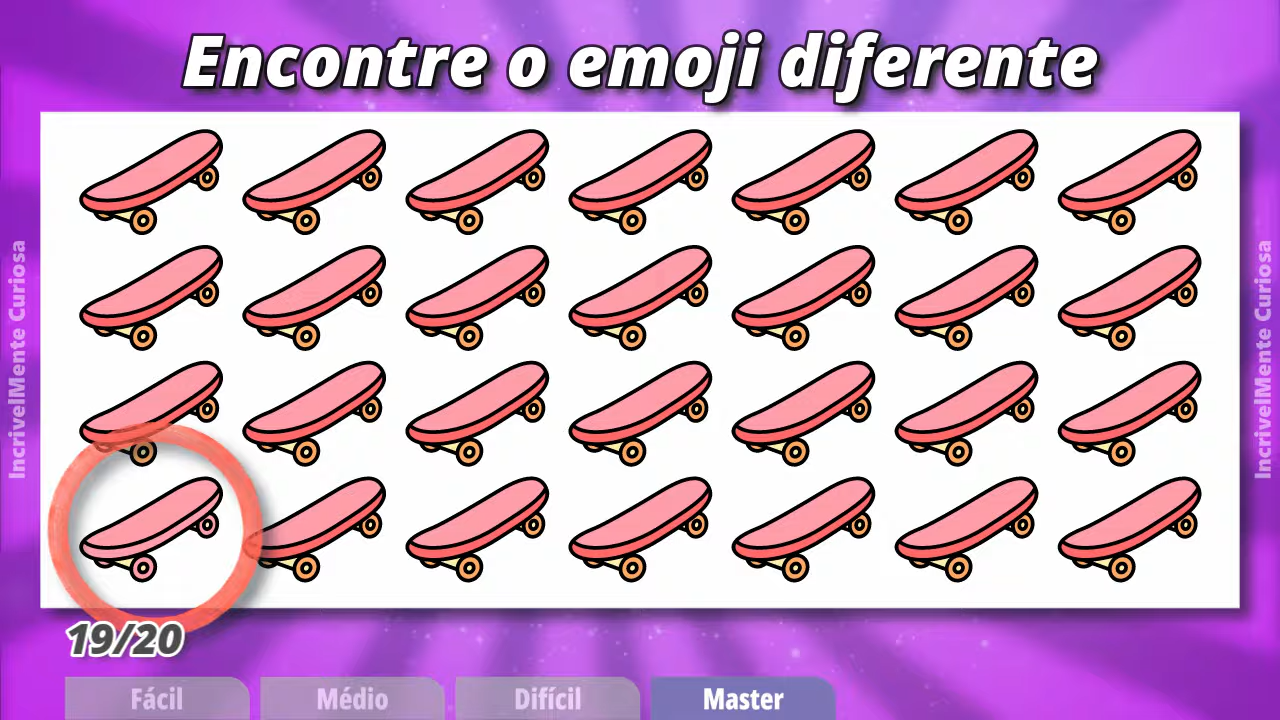 Encontre o emoji diferente
IncrivelMente Curiosa
IncrivelMente Curiosa
19/20
Fácil
Médio
Difícil
Master